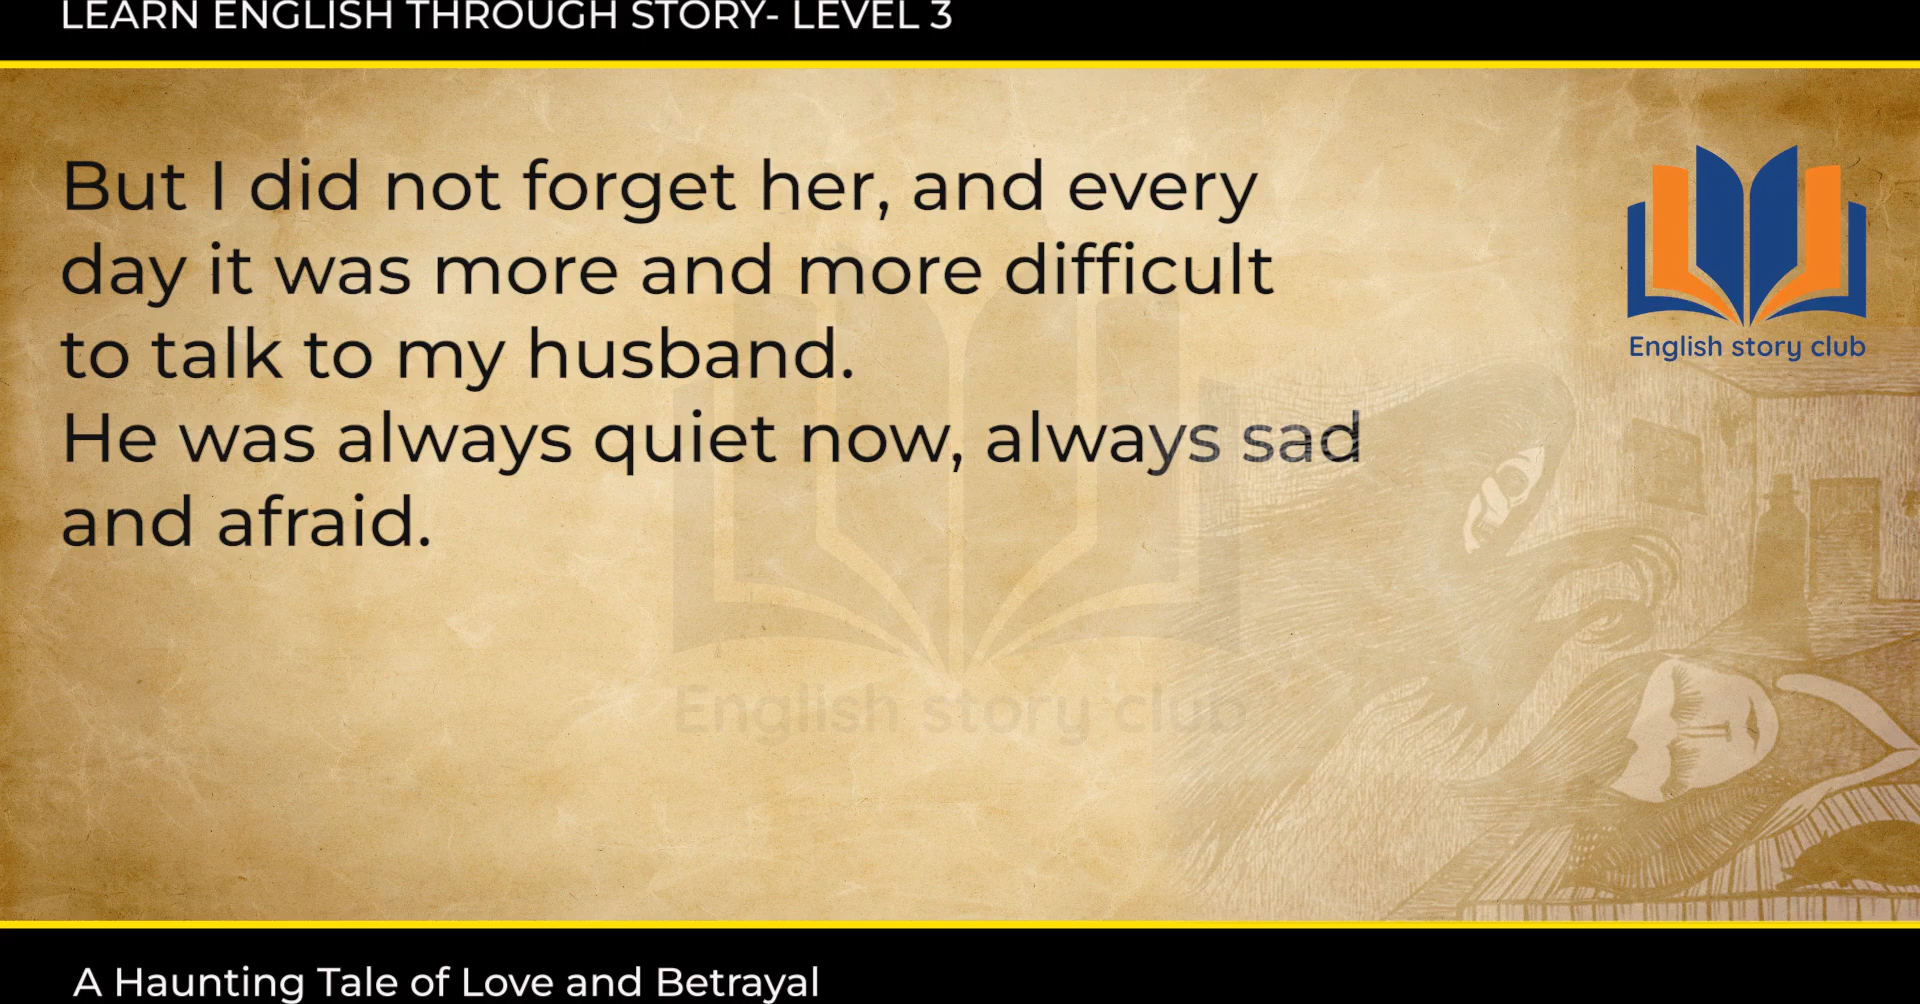 LEARN ENGLISH THROUGH STORY- LEVEL 3
But I did not forget her, and every
day it was more and more difficult
to talk to my husband.
He was always quiet now, always sad
and afraid.
English story club
English story club
A Haunting Tale of Love and Betrayal